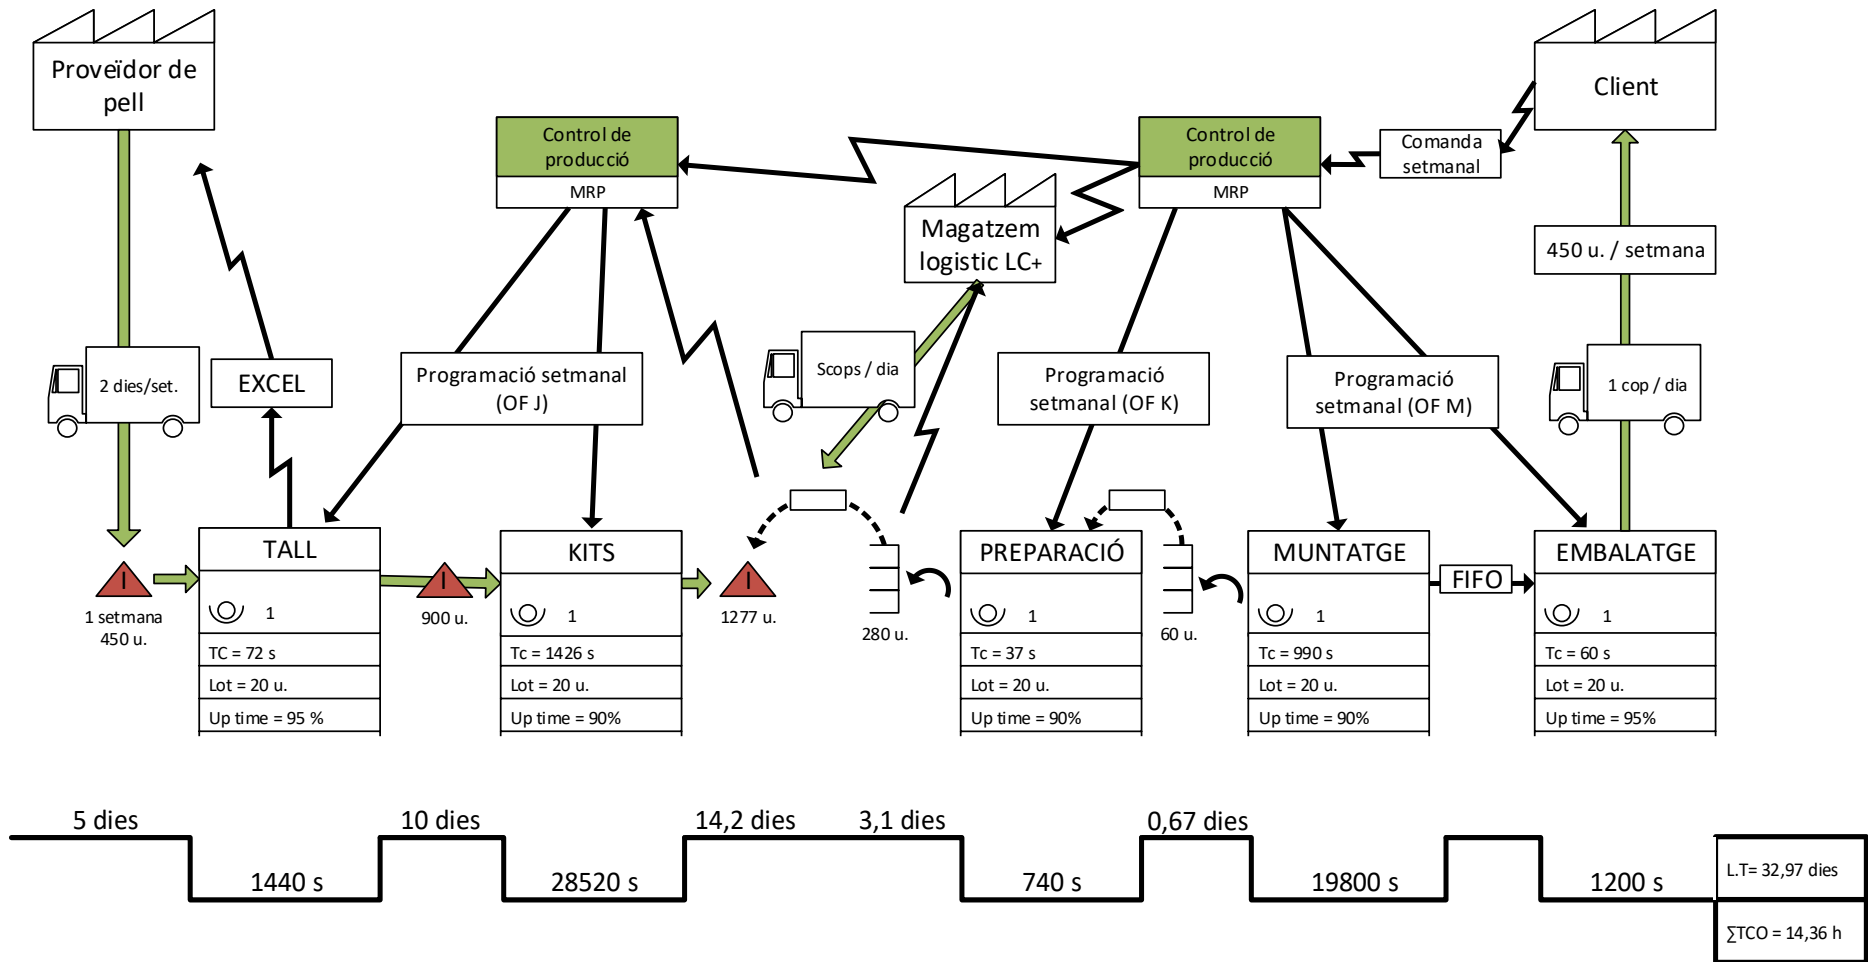 Proveïdor de
pell
Client
Control de
producció
MRP
Control de
producció
MRP
Comanda
setmanal
Magatzem
logistic LC+
450 u. / setmana
2 dies/set.
EXCEL
Programació setmanal
(OF J)
Scops / dia
Programació
setmanal (OF K)
Programació
setmanal (OF M)
1 cop / dia
I
1 setmana
450 u.
TALL
1
TC = 72 s
Lot = 20 u.
Up time = 95 %
I
900 u.
KITS
1
Tc = 1426 s
Lot = 20 u.
Up time = 90%
I
1277 u.
280 u.
PREPARACIÓ
1
Tc = 37 s
Lot = 20 u.
Up time = 90%
60 u.
MUNTATGE
1
Tc = 990 s
Lot = 20 u.
Up time = 90%
FIFO
EMBALATGE
1
Tc = 60 s
Lot = 20 u.
Up time = 95%
5 dies
10 dies
14,2 dies
3,1 dies
0,67 dies
1440 s
28520 s
740 s
19800 s
1200 s
L.T= 32,97 dies
∑TCO = 14,36 h